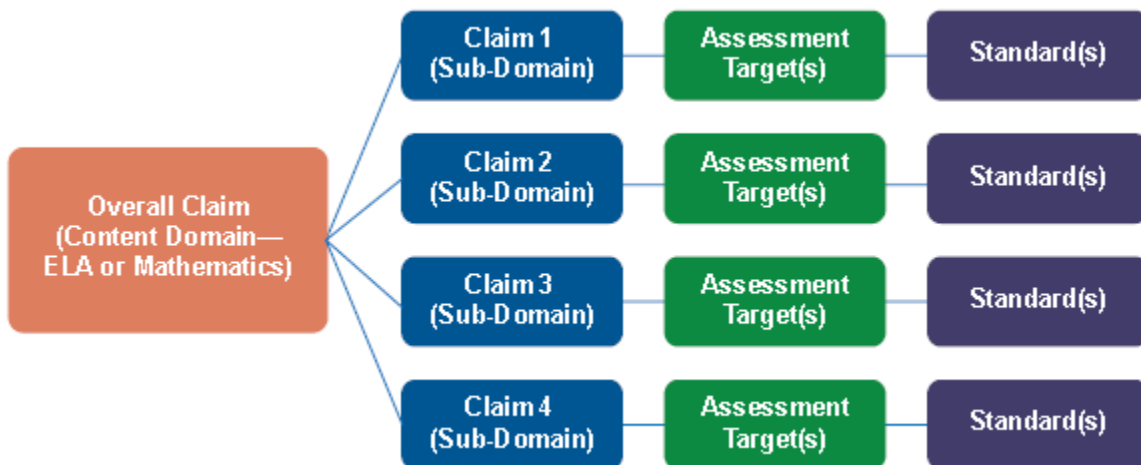 Claim 1
(Sub-Domain)
Assessment
Target(s)
Standard(s)
Claim 2
(Sub-Domain)
Assessment
Target(s)
Standard(s)
Overall Claim
(Content Domain—
ELA or Mathematics)
Claim 3
(Sub-Domain)
Assessment
Target(s)
Standard(s)
Claim 4
(Sub-Domain)
Assessment
Target(s)
Standard(s)